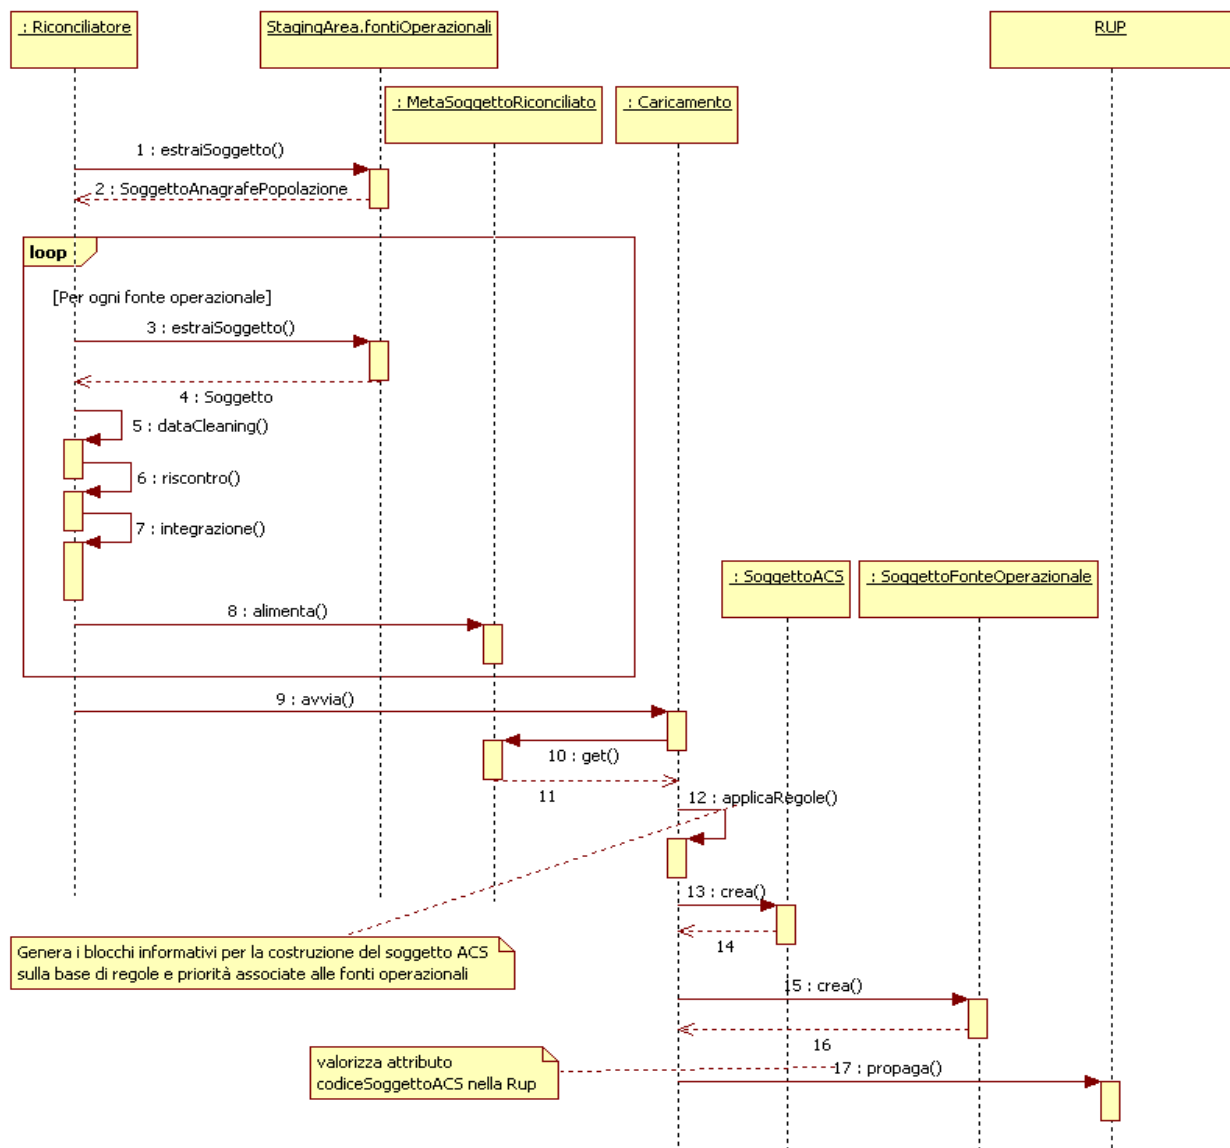 : Riconciliatore
StagingArea.fontiOperazionali
RUP
: MetaSoggettoRiconciliato
: Caricamento
1 : estraiSoggetto()
2 : SoggettoAnagrafePopolazione
loop
[Per ogni fonte operazionale]
3 : estraiSoggetto()
4 : Soggetto
5 : dataCleaning()
6 : riscontro()
7 : integrazione()
: SoggettoACS
: SoggettoFonteOperazionale
8 : alimenta()
9 : avvia()
10 : get()
11
12 : applicaRegole()
13 : crea()
14
Genera i blocchi informativi per la costruzione del soggetto ACS
sulla base di regole e priorità associate alle fonti operazionali
15 : crea()
16
valorizza attributo
codiceSoggettoACS nella Rup
17 : propaga()